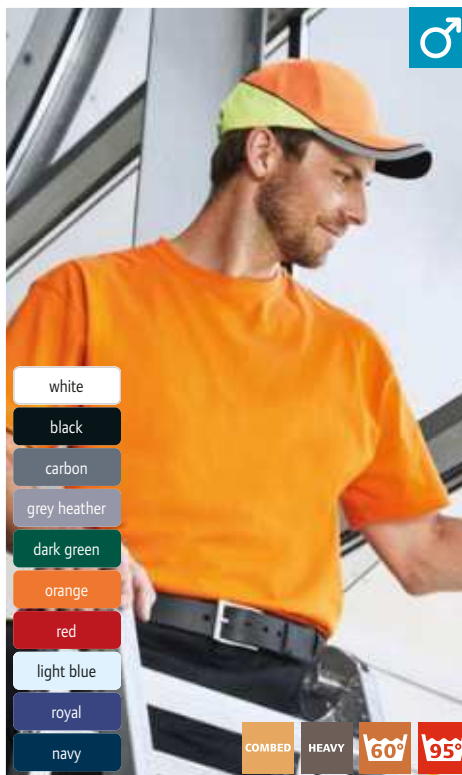 white
black
carbon
grey heather
dark green
orange
red
light blue
royal
navy
COMBED HEAVY 60° 95°